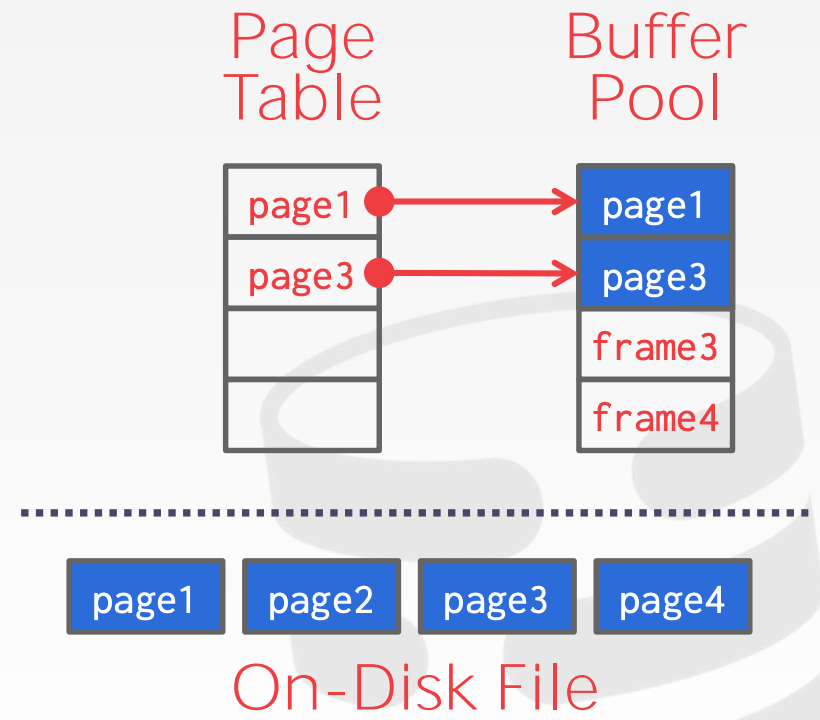 Page
Table
Buffer
Pool
page1
page3
page1
page3
frame3
frame4
page1 page2 page3 page4
On-Disk File